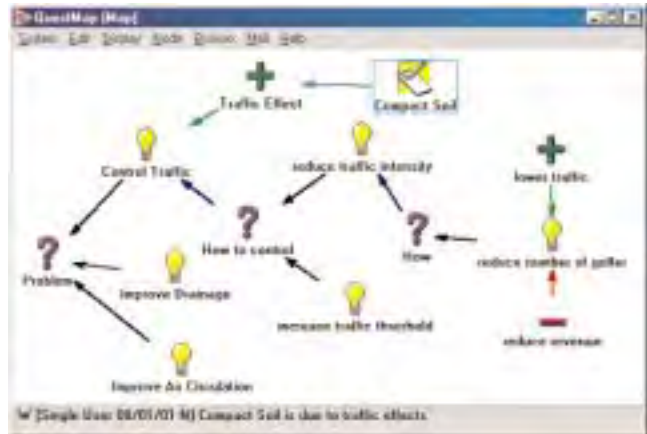 QuestMap [Map]
System Edit Display Node Browse Mail Help
Traffic Effect
Compact Soil
Control Traffic
reduce traffic intensity
lower traffic
Problem
How to control
How
reduce number of golfer
Improve Drainage
increase traffic threshold
reduce revenue
Improve Air Circulation
[Single User 08/01/01 N] Compact Soil is due to traffic effects